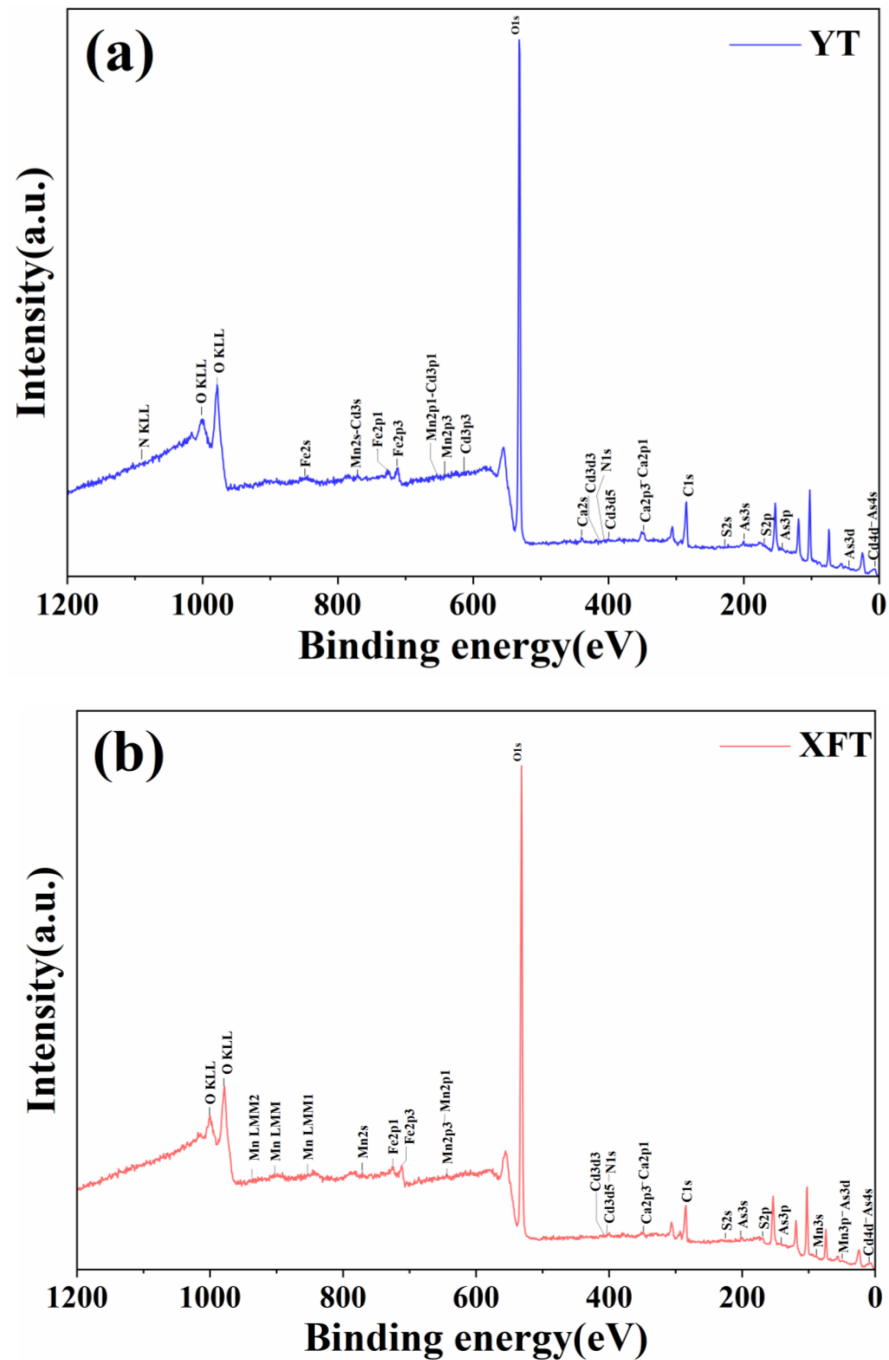 (a)
YT
O1s
N KLL
O KLL
O KLL
Fe2s
Mn2s-Cd3s
Fe2p1
Fe2p3
Mn2p1-Cd3p1
Mn2p3
Cd3p3
Ca2s
Cd3d3
N1s
Cd3d5
Ca2p3-Ca2p1
C1s
S2s
As3s
S2p
As3p
As3d
Cd4d-As4s
Intensity(a.u.)
1200
1000
800
600
400
200
0
Binding energy(eV)
(b)
XFT
O1s
O KLL
O KLL
Mn LMM2
Mn LMM
Mn LMM1
Mn2s
Fe2p1
Fe2p3
Mn2p3-Mn2p1
Cd3d3
Cd3d5-N1s
Ca2p3-Ca2p1
C1s
S2s
As3s
S2p
As3p
Mn3s
Mn3p-As3d
Cd4d-As4s
Intensity(a.u.)
1200
1000
800
600
400
200
0
Binding energy(eV)